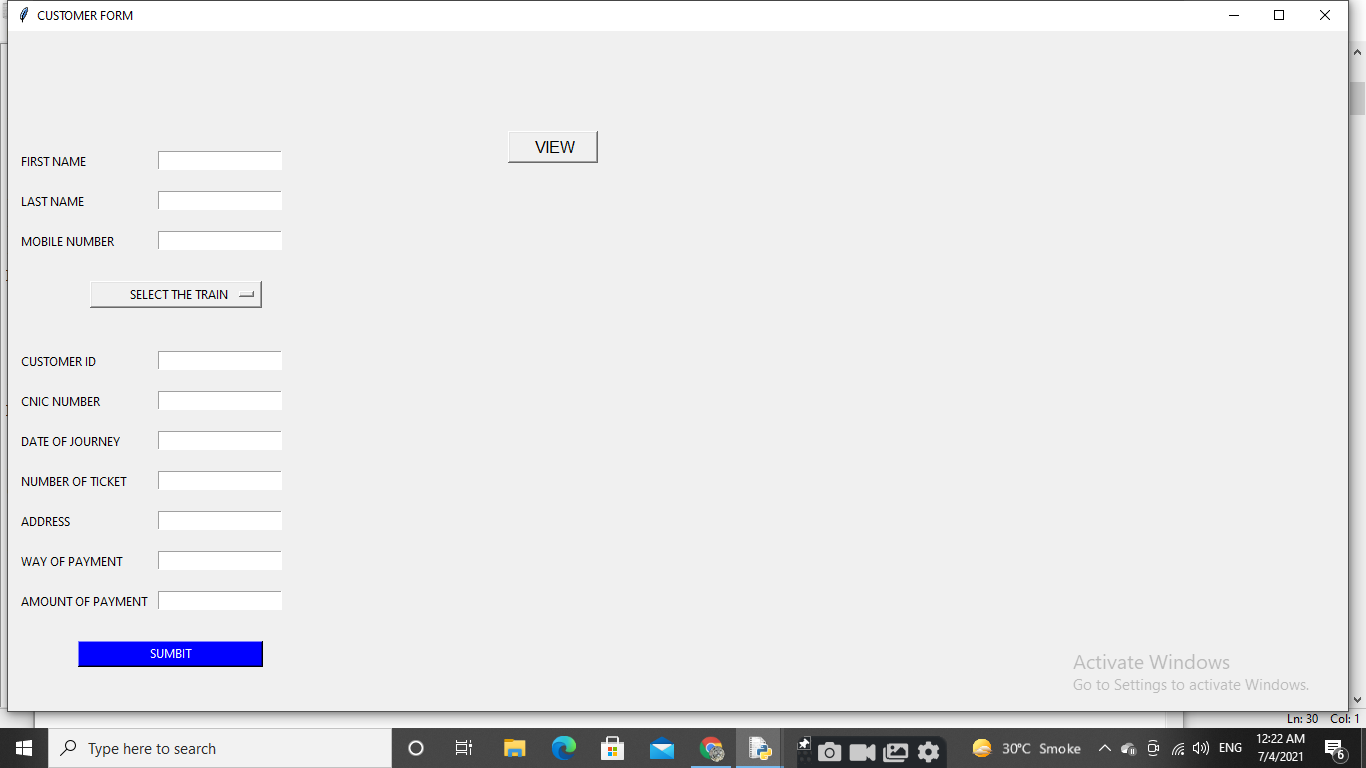 CUSTOMER FORM
VIEW
FIRST NAME
LAST NAME
MOBILE NUMBER
SELECT THE TRAIN
CUSTOMER ID
CNIC NUMBER
DATE OF JOURNEY
NUMBER OF TICKET
ADDRESS
WAY OF PAYMENT
AMOUNT OF PAYMENT
SUMBIT
Activate Windows
Go to Settings to activate Windows.
Ln: 30 Col: 1
Type here to search
30°C Smoke
ENG
12:22 AM
7/4/2021
6